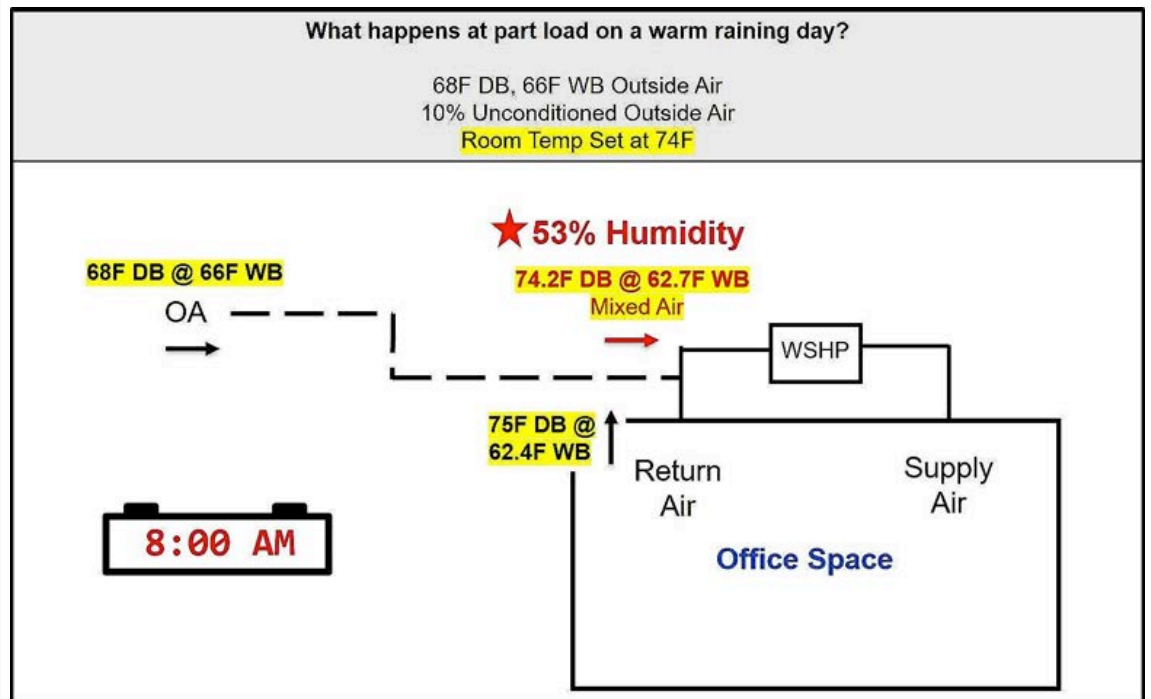 What happens at part load on a warm raining day?
68F DB, 66F WB Outside Air
10% Unconditioned Outside Air
Room Temp Set at 74F
★53% Humidity
68F DB @ 66F WB
74.2F DB @ 62.7F WB
OA
Mixed Air
WSHP
75F DB @
62.4F WB
Return
Air
Supply
Air
8:00 AM
Office Space